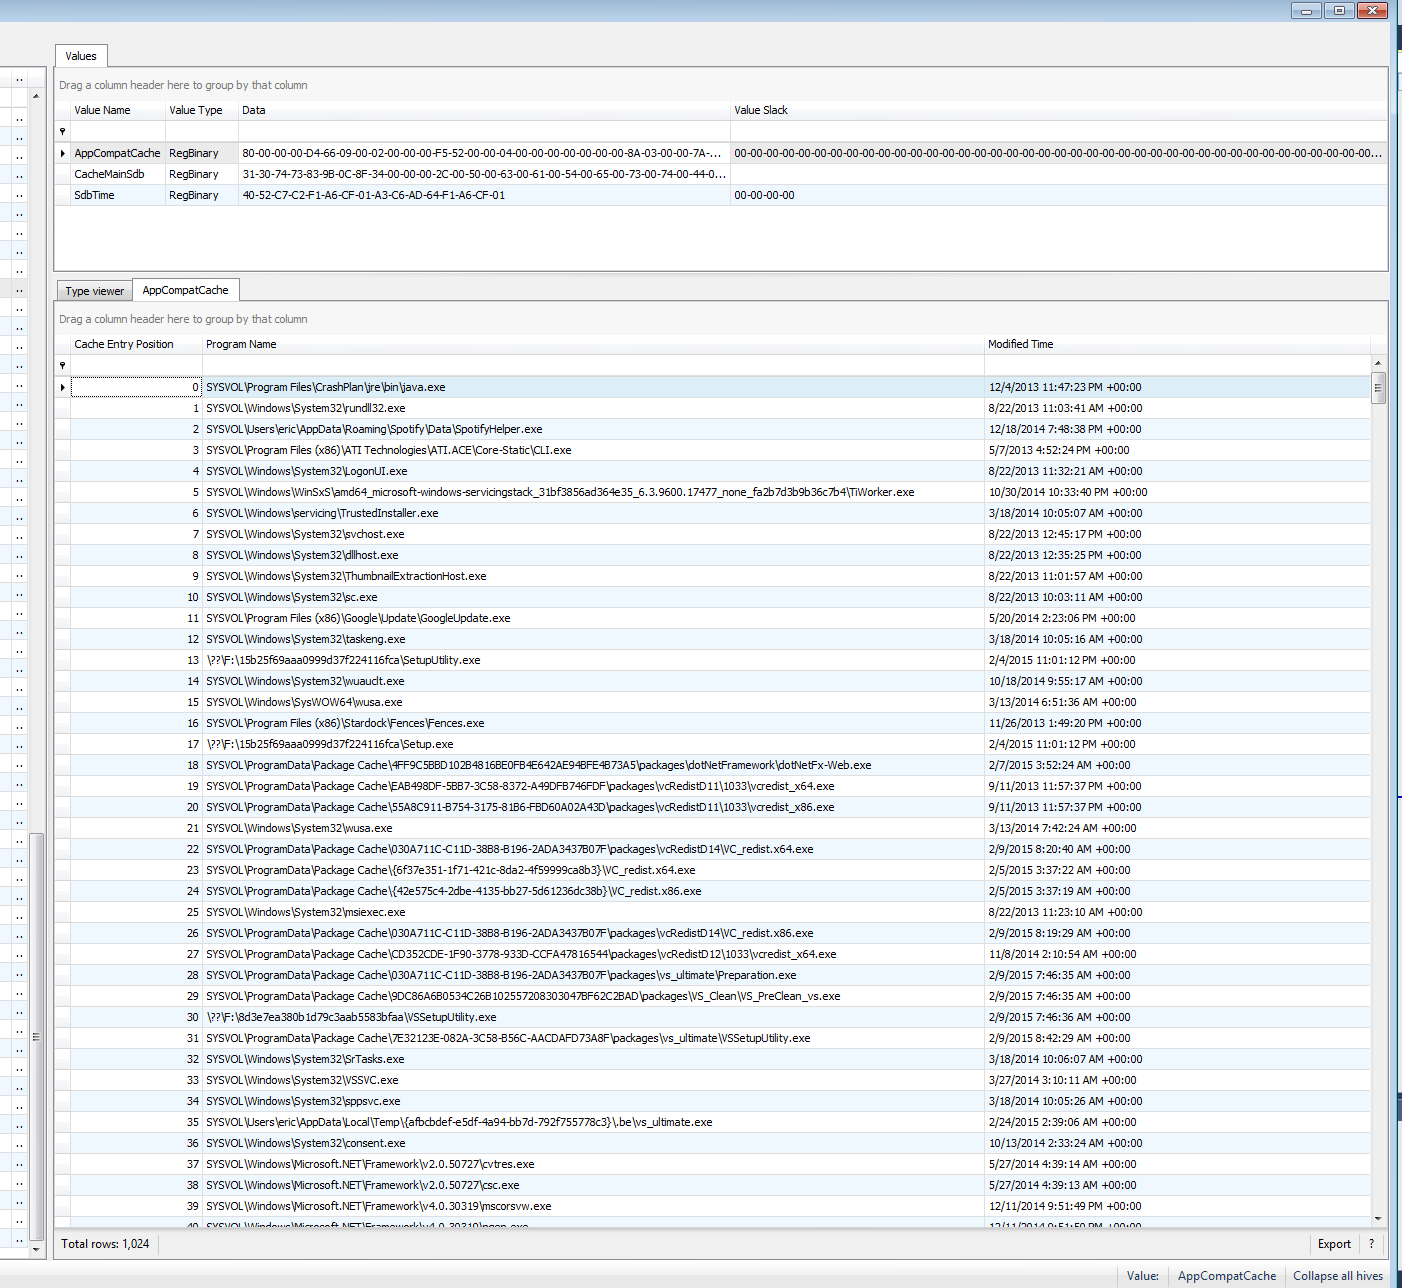 Values
Drag a column header here to group by that column
Value Name Value Type Data Value Slack
AppCompatCache RegBinary 80-00-00-00-D4-66-09-00-02-00-00-00-F5-52-00-00-04-00-00-00-00-00-00-00-8A-03-00-00-7A-... 00-00-00-00-00-00-00-00-00-00-00-00-00-00-00-00-00-00-00-00-00-00-00-00-00-00-00-00-00-00-00-00-00-00-00-00-00-00-00-00-00-00-00...
CacheMainSdb RegBinary 31-30-74-73-83-9B-0C-8F-34-00-00-00-2C-00-50-00-63-00-61-00-54-00-65-00-73-00-74-00-44-0...
SdbTime RegBinary 40-52-C7-C2-F1-A6-CF-01-A3-C6-AD-64-F1-A6-CF-01 00-00-00-00
Type viewer AppCompatCache
Drag a column header here to group by that column
Cache Entry Position Program Name Modified Time
0 SYSVOL\Program Files\CrashPlan\jre\bin\java.exe 12/4/2013 11:47:23 PM +00:00
1 SYSVOL\Windows\System32\rundll32.exe 8/22/2013 11:03:41 AM +00:00
2 SYSVOL\Users\eric\AppData\Roaming\Spotify\Data\SpotifyHelper.exe 12/18/2014 7:48:38 PM +00:00
3 SYSVOL\Program Files (x86)\ATI Technologies\ATI.ACE\Core-Static\CLI.exe 5/7/2013 4:52:24 PM +00:00
4 SYSVOL\Windows\System32\LogonUI.exe 8/22/2013 11:32:21 AM +00:00
5 SYSVOL\Windows\WinSxS\amd64_microsoft-windows-servicingstack_31bf3856ad364e35_6.3.9600.17477_none_fa2b7d3b9b36c7b4\TiWorker.exe 10/30/2014 10:33:40 PM +00:00
6 SYSVOL\Windows\servicing\TrustedInstaller.exe 3/18/2014 10:05:07 AM +00:00
7 SYSVOL\Windows\System32\svchost.exe 8/22/2013 12:45:17 PM +00:00
8 SYSVOL\Windows\System32\dllhost.exe 8/22/2013 12:35:25 PM +00:00
9 SYSVOL\Windows\System32\ThumbnailExtractionHost.exe 8/22/2013 11:01:57 AM +00:00
10 SYSVOL\Windows\System32\sc.exe 8/22/2013 10:03:11 AM +00:00
11 SYSVOL\Program Files (x86)\Google\Update\GoogleUpdate.exe 5/20/2014 2:23:06 PM +00:00
12 SYSVOL\Windows\System32\taskeng.exe 3/18/2014 10:05:16 AM +00:00
13 \??\F:\15b25f69aaa0999d37f224116fca\SetupUtility.exe 2/4/2015 11:01:12 PM +00:00
14 SYSVOL\Windows\System32\wuauclt.exe 10/18/2014 9:55:17 AM +00:00
15 SYSVOL\Windows\SysWOW64\wusa.exe 3/13/2014 6:51:36 AM +00:00
16 SYSVOL\Program Files (x86)\Stardock\Fences\Fences.exe 11/26/2013 1:49:20 PM +00:00
17 \??\F:\15b25f69aaa0999d37f224116fca\Setup.exe 2/4/2015 11:01:12 PM +00:00
18 SYSVOL\ProgramData\Package Cache\4FF9C5BBD102B4816BE0FB4E642AE94BFE4B73A5\packages\dotNetFramework\dotNetFx-Web.exe 2/7/2015 3:52:24 AM +00:00
19 SYSVOL\ProgramData\Package Cache\EAB498DF-5BB7-3C58-8372-A49DFB746FDF\packages\vcRedistD11\1033\vcredist_x64.exe 9/11/2013 11:57:37 PM +00:00
20 SYSVOL\ProgramData\Package Cache\55A8C911-B754-3175-81B6-FBD60A02A43D\packages\vcRedistD11\1033\vcredist_x86.exe 9/11/2013 11:57:37 PM +00:00
21 SYSVOL\Windows\System32\wusa.exe 3/13/2014 7:42:24 AM +00:00
22 SYSVOL\ProgramData\Package Cache\030A711C-C11D-38B8-B196-2ADA3437B07F\packages\vcRedistD14\VC_redist.x64.exe 2/9/2015 8:20:40 AM +00:00
23 SYSVOL\ProgramData\Package Cache\{6f37e351-1f71-421c-8da2-4f59999ca8b3}\VC_redist.x64.exe 2/5/2015 3:37:22 AM +00:00
24 SYSVOL\ProgramData\Package Cache\{42e575c4-2dbe-4135-bb27-5d61236dc38b}\VC_redist.x86.exe 2/5/2015 3:37:19 AM +00:00
25 SYSVOL\Windows\System32\msiexec.exe 8/22/2013 11:23:10 AM +00:00
26 SYSVOL\ProgramData\Package Cache\030A711C-C11D-38B8-B196-2ADA3437B07F\packages\vcRedistD14\VC_redist.x86.exe 2/9/2015 8:19:29 AM +00:00
27 SYSVOL\ProgramData\Package Cache\CD352CDE-1F90-3778-933D-CCFA47816544\packages\vcRedistD12\1033\vcredist_x64.exe 11/8/2014 2:10:54 AM +00:00
28 SYSVOL\ProgramData\Package Cache\030A711C-C11D-38B8-B196-2ADA3437B07F\packages\vs_ultimate\Preparation.exe 2/9/2015 7:46:35 AM +00:00
29 SYSVOL\ProgramData\Package Cache\9DC86A6B0534C26B102557208303047BF62C2BAD\packages\VS_Clean\VS_PreClean_vs.exe 2/9/2015 7:46:35 AM +00:00
30 \??\F:\8d3e7ea380b1d79c3aab5583bfaa\VSSetupUtility.exe 2/9/2015 7:46:36 AM +00:00
31 SYSVOL\ProgramData\Package Cache\7E32123E-082A-3C58-B56C-AACDAFD73A8F\packages\vs_ultimate\VSSetupUtility.exe 2/9/2015 8:42:29 AM +00:00
32 SYSVOL\Windows\System32\SrTasks.exe 3/18/2014 10:06:07 AM +00:00
33 SYSVOL\Windows\System32\VSSVC.exe 3/27/2014 3:10:11 AM +00:00
34 SYSVOL\Windows\System32\sppsvc.exe 3/18/2014 10:05:26 AM +00:00
35 SYSVOL\Users\eric\AppData\Local\Temp\{afbcbdef-e5df-4a94-bb7d-792f755778c3}\.be\vs_ultimate.exe 2/24/2015 2:39:06 AM +00:00
36 SYSVOL\Windows\System32\consent.exe 10/13/2014 2:33:24 AM +00:00
37 SYSVOL\Windows\Microsoft.NET\Framework\v2.0.50727\cvtres.exe 5/27/2014 4:39:14 AM +00:00
38 SYSVOL\Windows\Microsoft.NET\Framework\v2.0.50727\csc.exe 5/27/2014 4:39:13 AM +00:00
39 SYSVOL\Windows\Microsoft.NET\Framework\v4.0.30319\mscorsvw.exe 12/11/2014 9:51:49 PM +00:00
40 SYSVOL\Windows\Microsoft.NET\Framework\v4.0.30319\ngen.exe 12/11/2014 9:51:50 PM +00:00
Total rows: 1,024 Export ?
Value: AppCompatCache Collapse all hives